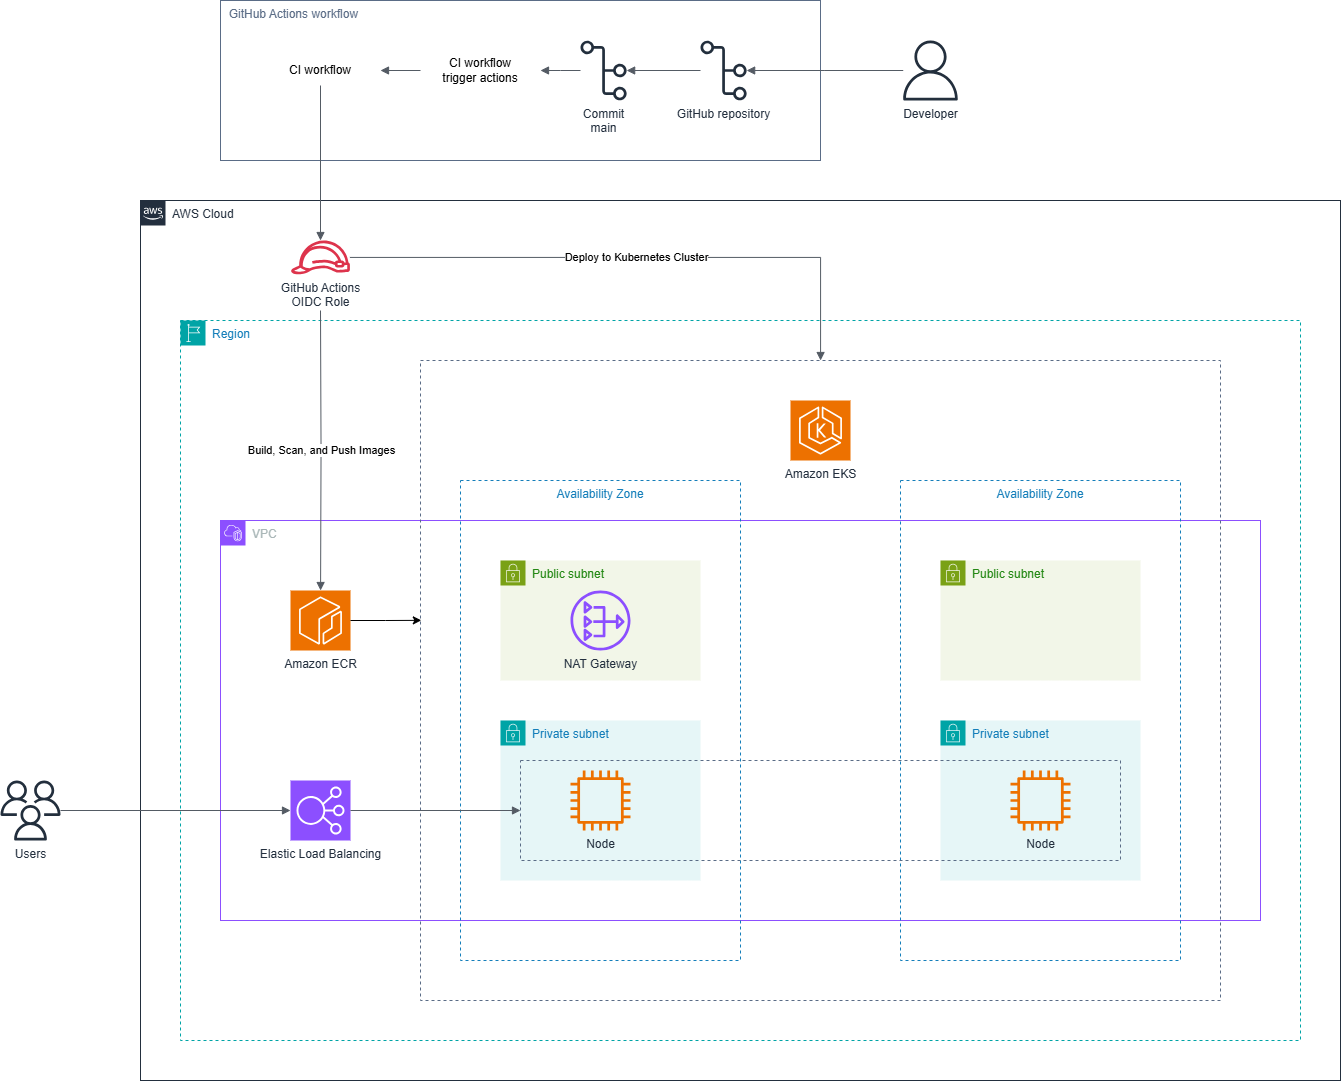 GitHub Actions workflow
CI workflow
CI workflow
trigger actions
Commit
main
GitHub repository
Developer
aws
AWS Cloud
GitHub Actions
OIDC Role
Deploy to Kubernetes Cluster
Region
K
Amazon EKS
Build, Scan, and Push Images
Availability Zone
Availability Zone
VPC
Public subnet
Public subnet
NAT Gateway
Amazon ECR
Private subnet
Private subnet
Node
Node
Users
Elastic Load Balancing